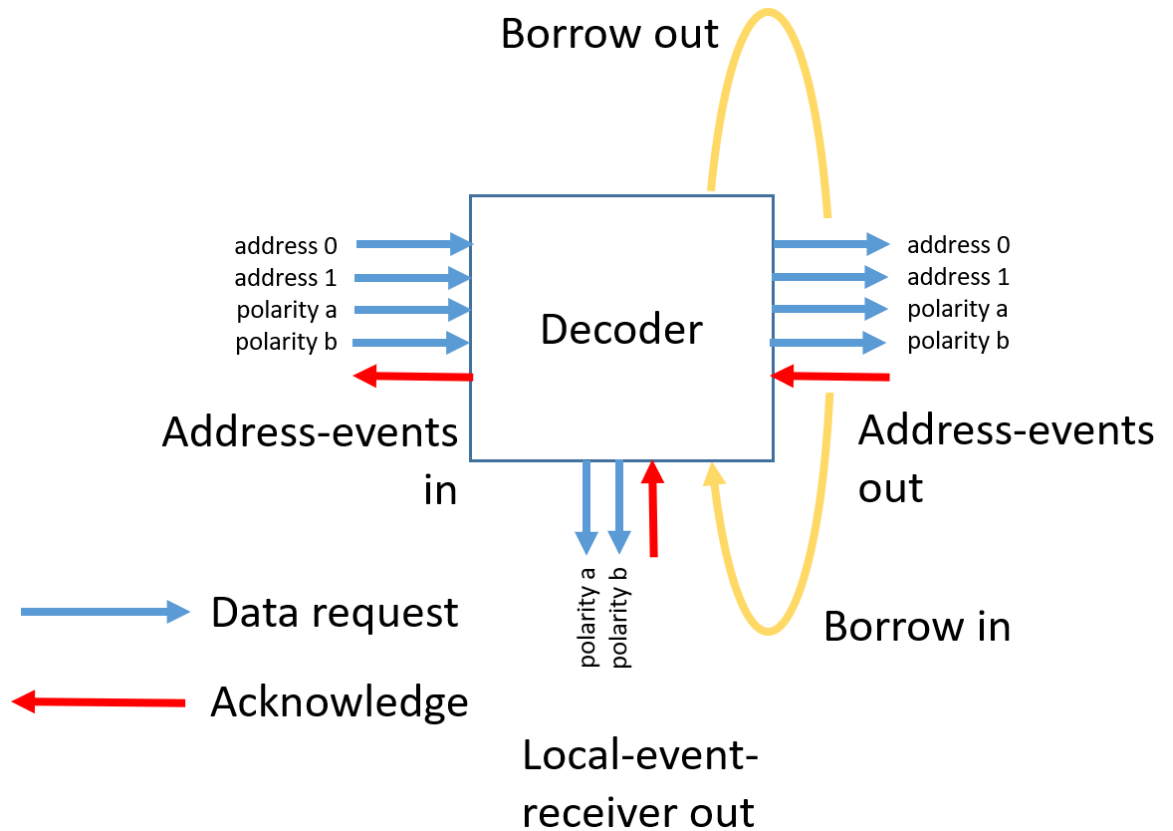 Borrow out
address 0
address 1
polarity a
polarity b
Decoder
address 0
address 1
polarity a
polarity b
Address-events
in
Address-events
out
polarity a
polarity b
Data request
Borrow in
Acknowledge
Local-event-
receiver out